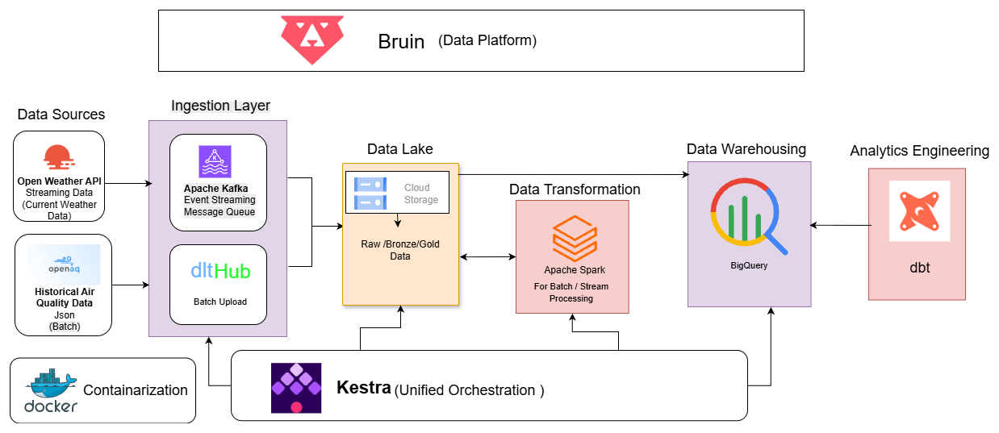 Bruin (Data Platform)
Data Sources
Open Weather API
Streaming Data
(Current Weather
Data)
openaq
Historical Air
Quality Data
Json
(Batch)
Ingestion Layer
K
Apache Kafka
Event Streaming
Message Queue
dltHub
Batch Upload
Data Lake
Cloud
Storage
Raw /Bronze/Gold
Data
Data Transformation
Apache Spark
For Batch / Stream
Processing
Data Warehousing
BigQuery
Analytics Engineering
dbt
docker
Containarization
Kestra (Unified Orchestration )